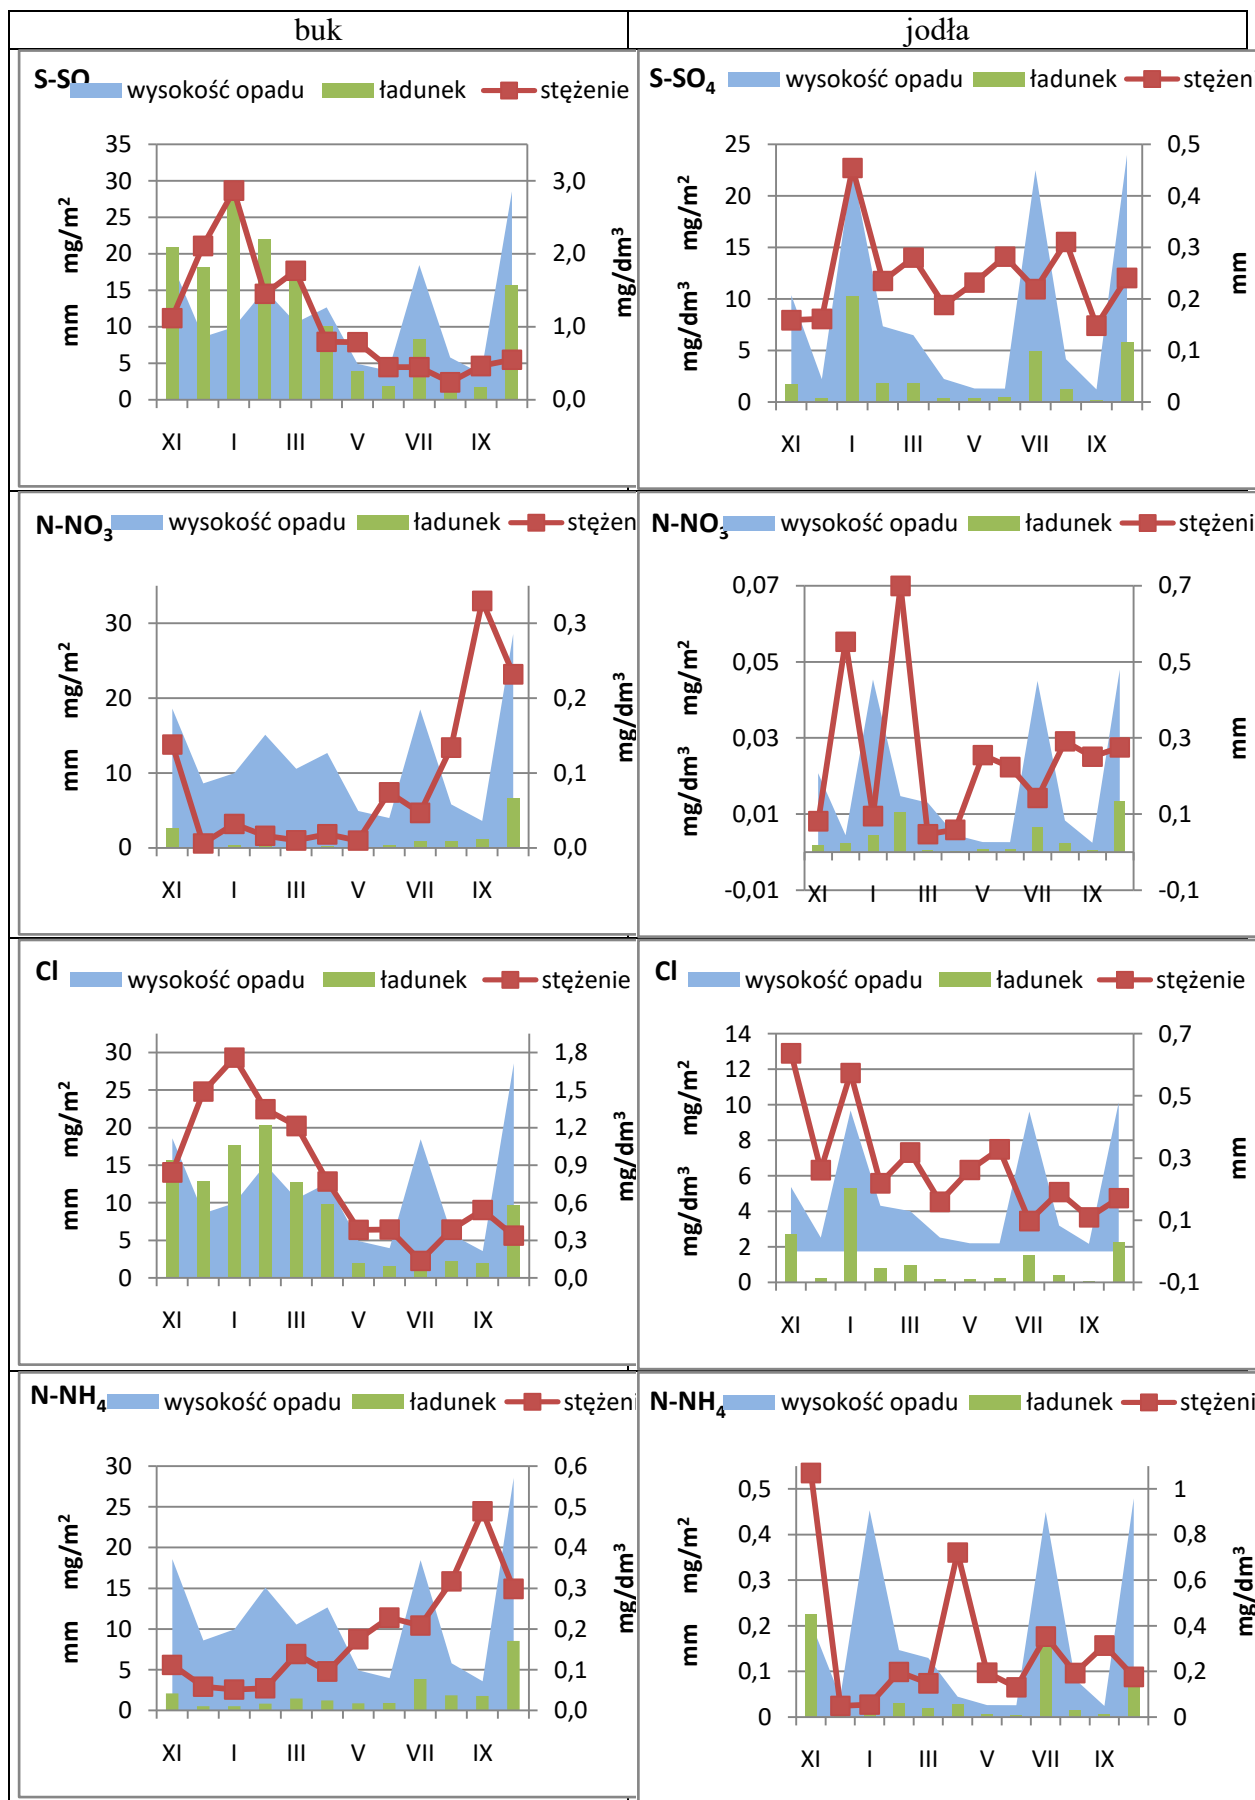 buk
jodła
S-SO
wysokość opadu ładunek stężenie
35
30
25
20
15
10
5
0
mm mg/m²
3,0
2,0
1,0
0,0
mg/dm³
XI I III V VII IX
S-SO₄ wysokość opadu ładunek stężen
25
20
15
10
5
0
mg/dm³ mg/m²
0,5
0,3
0,2
0,1
0
mm
XI I III V VII IX
N-NO₃ wysokość opadu ładunek stężen
30
20
10
0
mm mg/m²
0,3
0,2
0,1
0,0
mg/dm³
XI I III V VII IX
N-NO₃ wysokość opadu ładunek stężen
0,07
0,05
0,03
0,01
-0,01
mg/dm³ mg/m²
0,7
0,5
0,3
0,1
-0,1
mm
XI I III V VII IX
Cl
wysokość opadu ładunek stężenie
30
25
20
15
10
5
0
mm mg/m²
1,8
1,5
1,2
0,9
0,6
0,3
0,0
mg/dm³
XI I III V VII IX
Cl wysokość opadu ładunek stężenie
14
12
10
8
6
4
2
0
mg/dm³ mg/m²
0,7
0,5
0,3
0,1
-0,1
mm
XI I III V VII IX
N-NH₄ wysokość opadu ładunek stężen
30
25
20
15
10
5
0
mm mg/m²
0,6
0,5
0,4
0,3
0,2
0,1
0,0
mg/dm³
XI I III V VII IX
N-NH₄ wysokość opadu ładunek stężeni
0,5
0,4
0,3
0,2
0,1
0
mm mg/m²
1
0,8
0,6
0,4
0,2
0
mg/dm³
XI I III V VII IX